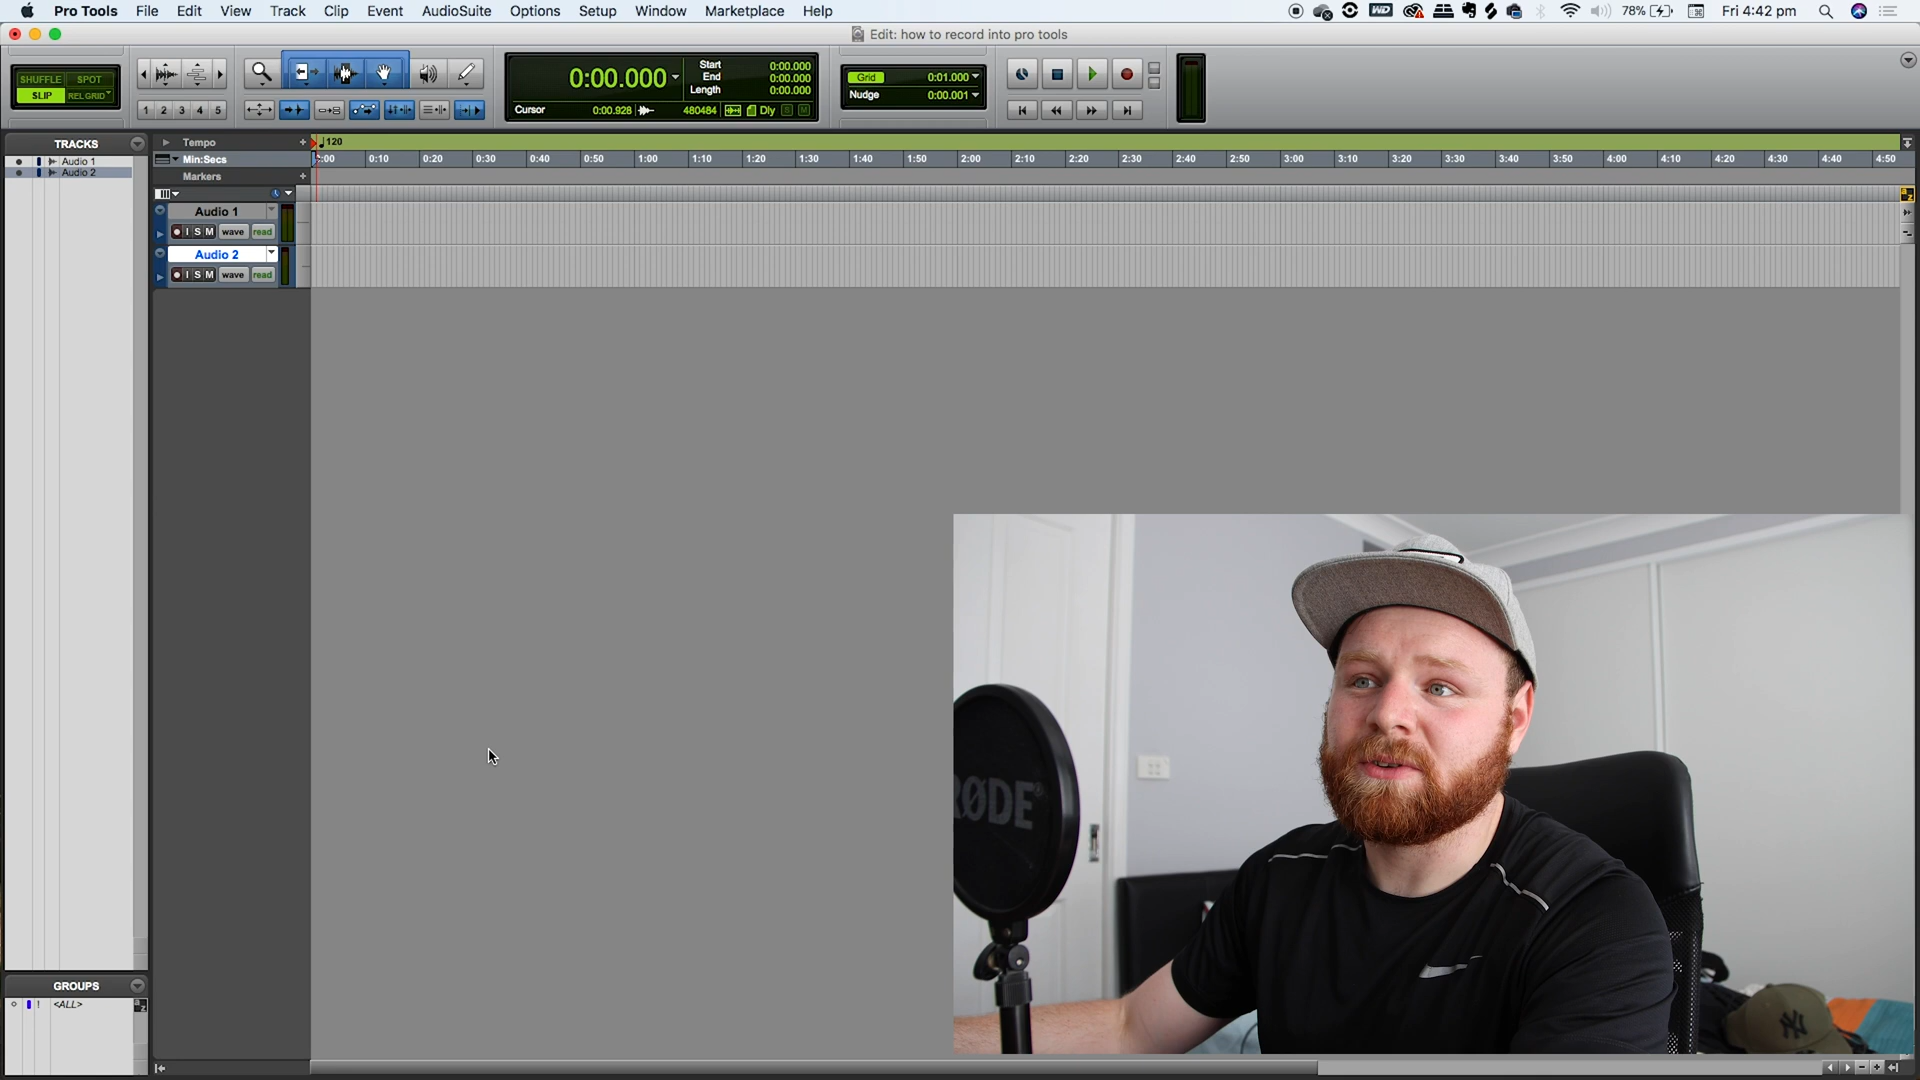 Pro Tools File Edit View Track Clip Event AudioSuite Options Setup Window Marketplace Help
WD 78% Fri 4:42 pm
Edit: how to record into pro tools
SHUFFLE SPOT
SLIP REL GRID
1 2 3 4 5
0:00.000
Start 0:00.000
End 0:00.000
Length 0:00.000
Cursor 0:00.928 480484 Dly S M
Grid 0:01.000
Nudge 0:00.001
TRACKS
Audio 1
Audio 2
Tempo 120
Min:Secs :00 0:10 0:20 0:30 0:40 0:50 1:00 1:10 1:20 1:30 1:40 1:50 2:00 2:10 2:20 2:30 2:40 2:50 3:00 3:10 3:20 3:30 3:40 3:50 4:00 4:10 4:20 4:30 4:40 4:50
Markers
Audio 1
I S M wave read
Audio 2
I S M wave read
GROUPS
! <ALL>
a z
RØDE
NY